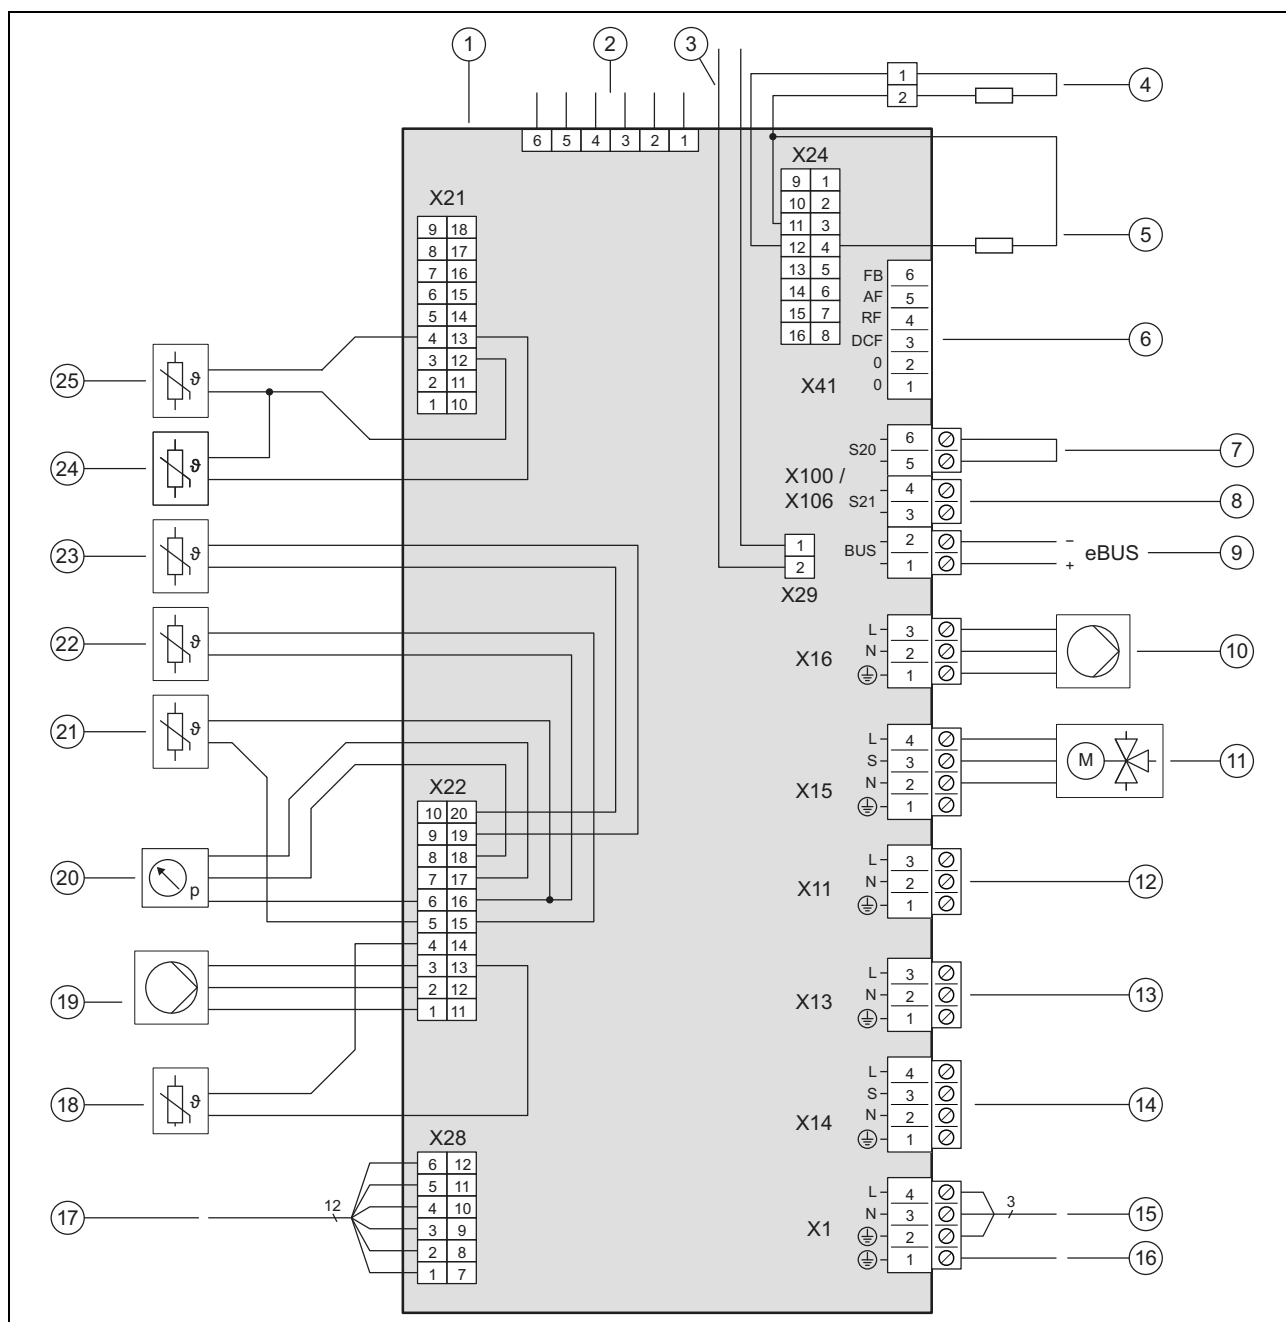 1 2 3
1
2
4
6 5 4 3 2 1
X24
9 1
10 2
11 3
12 4
13 5
14 6
15 7
16 8
5
X21
9 18
8 17
7 16
6 15
5 14
4 13
3 12
2 11
1 10
FB 6
AF 5
RF 4
DCF 3
0 2
0 1
X41
6
25
ϑ
24
ϑ
S20
6
5
7
X100 /
X106
S21
4
3
8
BUS
2
1
−
+
eBUS
9
1
2
X29
23
ϑ
22
ϑ
21
ϑ
X16
L 3
N 2
1
10
X15
L 4
S 3
N 2
1
M
11
X22
10 20
9 19
8 18
7 17
6 16
5 15
4 14
3 13
2 12
1 11
20
p
19
18
ϑ
X11
L 3
N 2
1
12
X13
L 3
N 2
1
13
X14
L 4
S 3
N 2
1
14
X28
6 12
5 11
4 10
3 9
2 8
1 7
17
12
X1
L 4
N 3
2
1
3
15
16